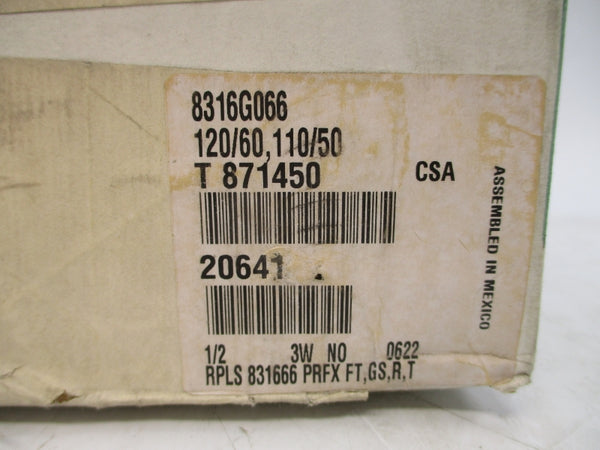 8316G066
120/60,110/50
T 871450
CSA
20641
1/2 3W NO 0622
RPLS 831666 PRFX FT,GS,R,T
ASSEMBLED IN MEXICO